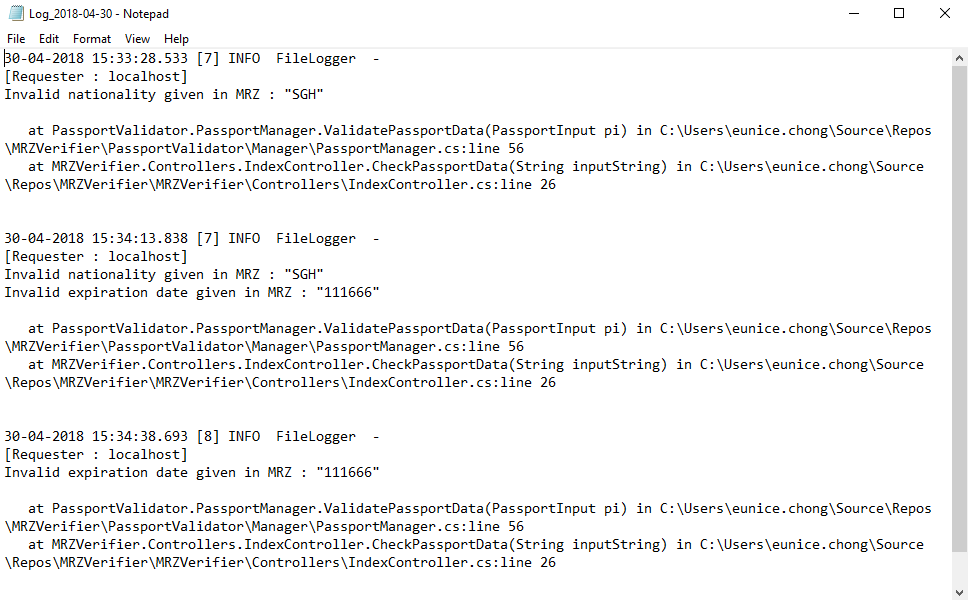 Log_2018-04-30 - Notepad
File Edit Format View Help
30-04-2018 15:33:28.533 [7] INFO  FileLogger  -
[Requester : localhost]
Invalid nationality given in MRZ : "SGH"

   at PassportValidator.PassportManager.ValidatePassportData(PassportInput pi) in C:\Users\eunice.chong\Source\Repos
\MRZVerifier\PassportValidator\Manager\PassportManager.cs:line 56
   at MRZVerifier.Controllers.IndexController.CheckPassportData(String inputString) in C:\Users\eunice.chong\Source
\Repos\MRZVerifier\MRZVerifier\Controllers\IndexController.cs:line 26


30-04-2018 15:34:13.838 [7] INFO  FileLogger  -
[Requester : localhost]
Invalid nationality given in MRZ : "SGH"
Invalid expiration date given in MRZ : "111666"

   at PassportValidator.PassportManager.ValidatePassportData(PassportInput pi) in C:\Users\eunice.chong\Source\Repos
\MRZVerifier\PassportValidator\Manager\PassportManager.cs:line 56
   at MRZVerifier.Controllers.IndexController.CheckPassportData(String inputString) in C:\Users\eunice.chong\Source
\Repos\MRZVerifier\MRZVerifier\Controllers\IndexController.cs:line 26


30-04-2018 15:34:38.693 [8] INFO  FileLogger  -
[Requester : localhost]
Invalid expiration date given in MRZ : "111666"

   at PassportValidator.PassportManager.ValidatePassportData(PassportInput pi) in C:\Users\eunice.chong\Source\Repos
\MRZVerifier\PassportValidator\Manager\PassportManager.cs:line 56
   at MRZVerifier.Controllers.IndexController.CheckPassportData(String inputString) in C:\Users\eunice.chong\Source
\Repos\MRZVerifier\MRZVerifier\Controllers\IndexController.cs:line 26